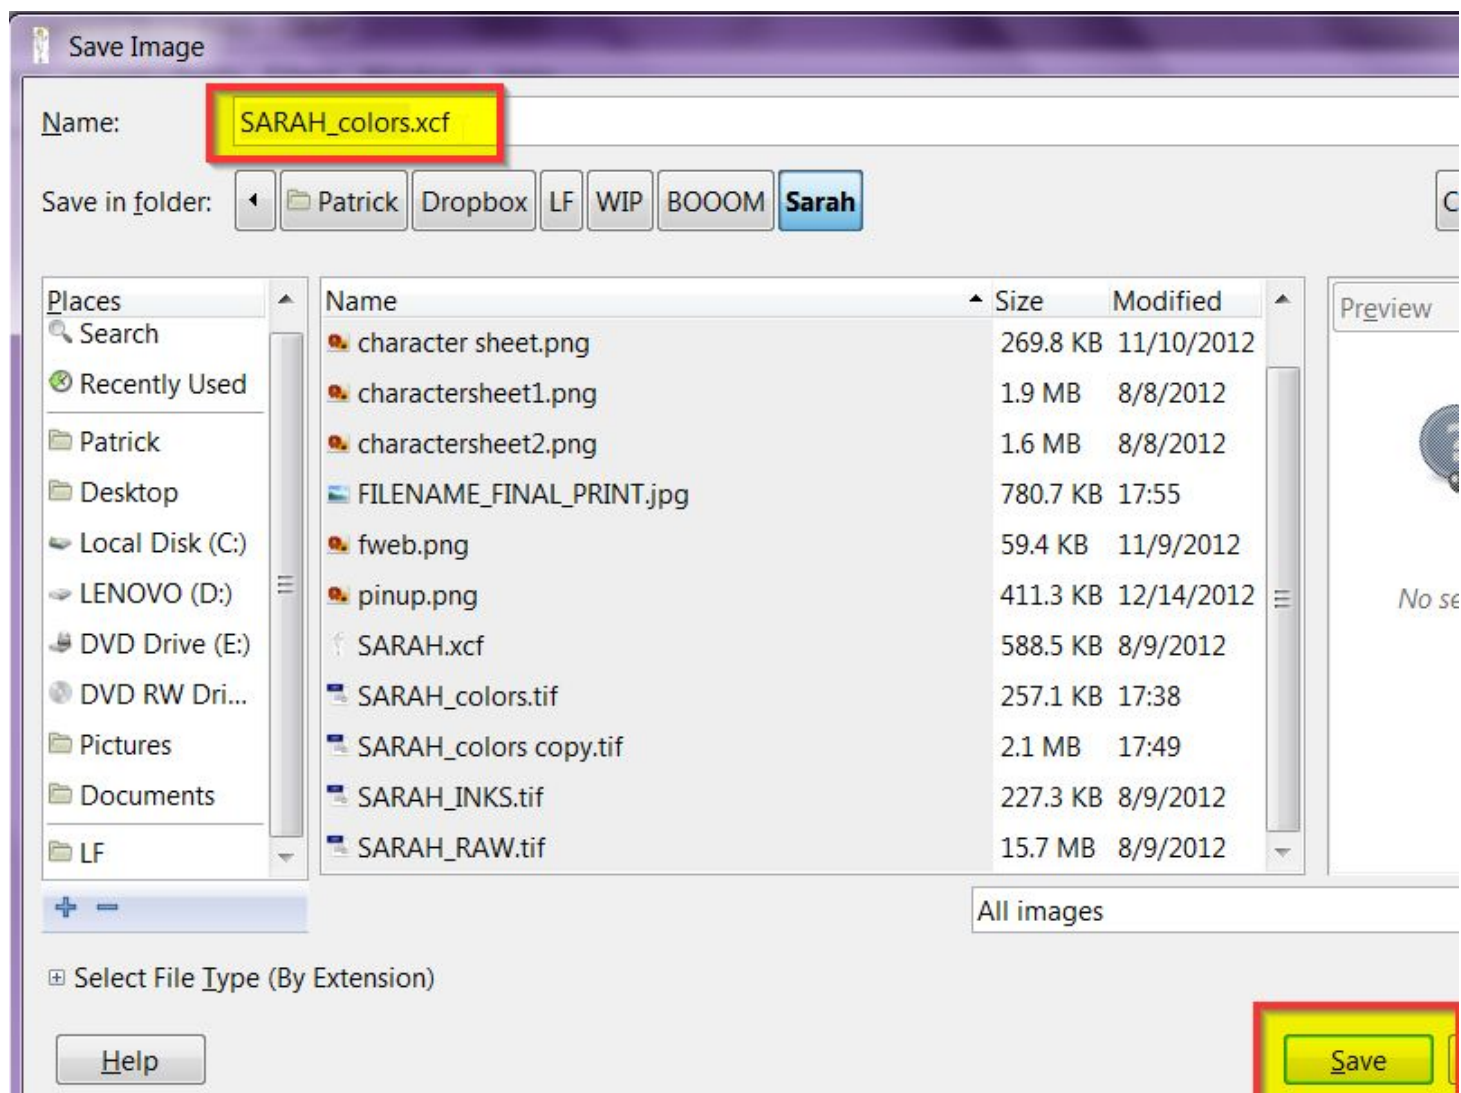 Save Image
Name: SARAH_colors.xcf
Save in folder: Patrick Dropbox LF WIP BOOOM Sarah
Places Name Size Modified Preview
Search
character sheet.png 269.8 KB 11/10/2012
Recently Used
charactersheet1.png 1.9 MB 8/8/2012
Patrick
charactersheet2.png 1.6 MB 8/8/2012
Desktop
FILENAME_FINAL_PRINT.jpg 780.7 KB 17:55
Local Disk (C:)
fweb.png 59.4 KB 11/9/2012
LENOVO (D:)
pinup.png 411.3 KB 12/14/2012
No se
DVD Drive (E:)
SARAH.xcf 588.5 KB 8/9/2012
DVD RW Dri...
SARAH_colors.tif 257.1 KB 17:38
Pictures
SARAH_colors copy.tif 2.1 MB 17:49
Documents
SARAH_INKS.tif 227.3 KB 8/9/2012
LF
SARAH_RAW.tif 15.7 MB 8/9/2012
All images
Select File Type (By Extension)
Help Save